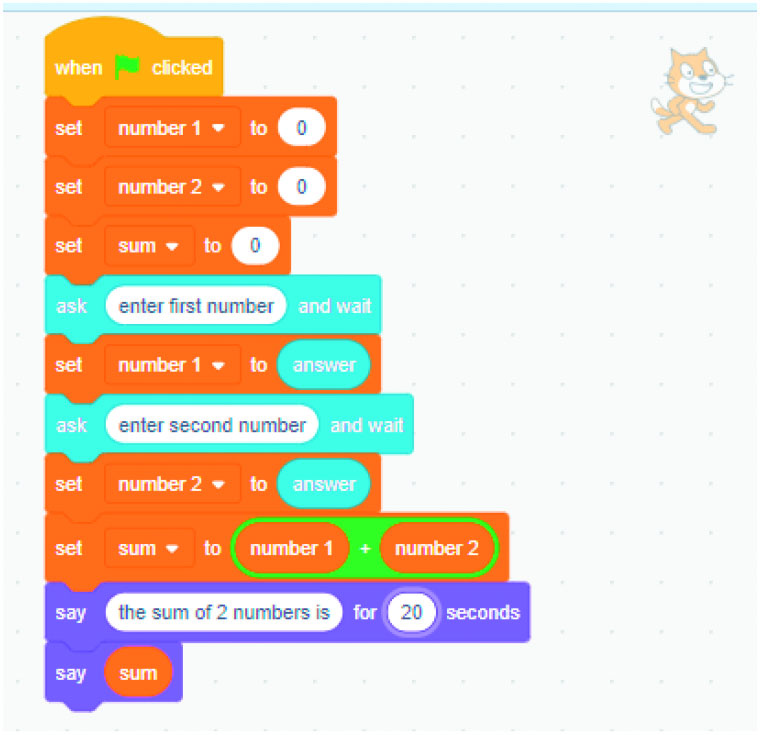 when clicked
set number 1 to 0
set number 2 to 0
set sum to 0
ask enter first number and wait
set number 1 to answer
ask enter second number and wait
set number 2 to answer
set sum to number 1 + number 2
say the sum of 2 numbers is for 20 seconds
say sum